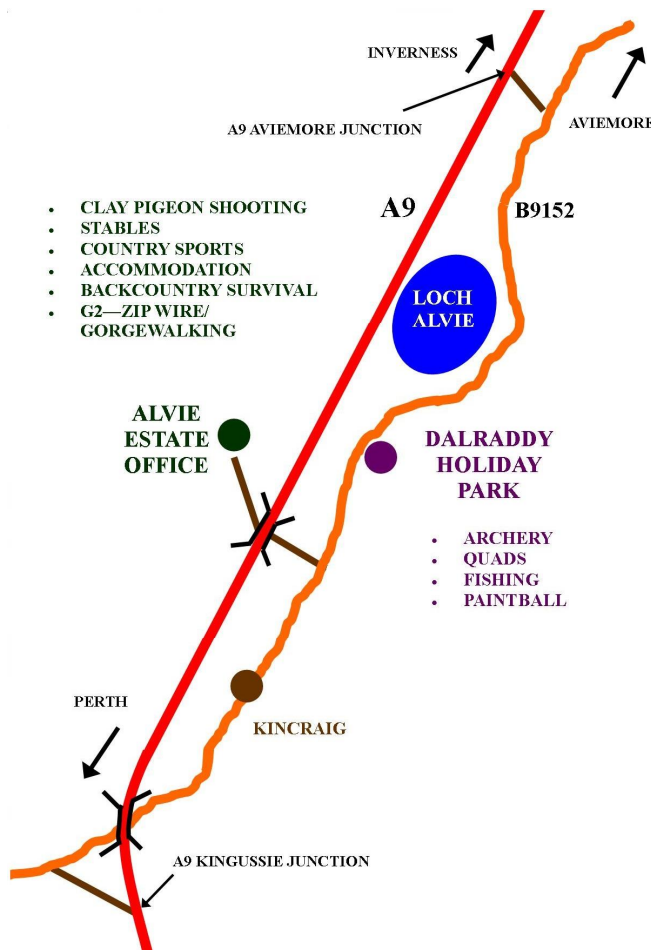 INVERNESS
A9 AVIEMORE JUNCTION
AVIEMORE
• CLAY PIGEON SHOOTING
• STABLES
• COUNTRY SPORTS
• ACCOMMODATION
• BACKCOUNTRY SURVIVAL
• G2—ZIP WIRE/
GORGEWALKING
A9
B9152
LOCH
ALVIE
ALVIE
ESTATE
OFFICE
DALRADDY
HOLIDAY
PARK
• ARCHERY
• QUADS
• FISHING
• PAINTBALL
PERTH
KINCRAIG
A9 KINGUSSIE JUNCTION